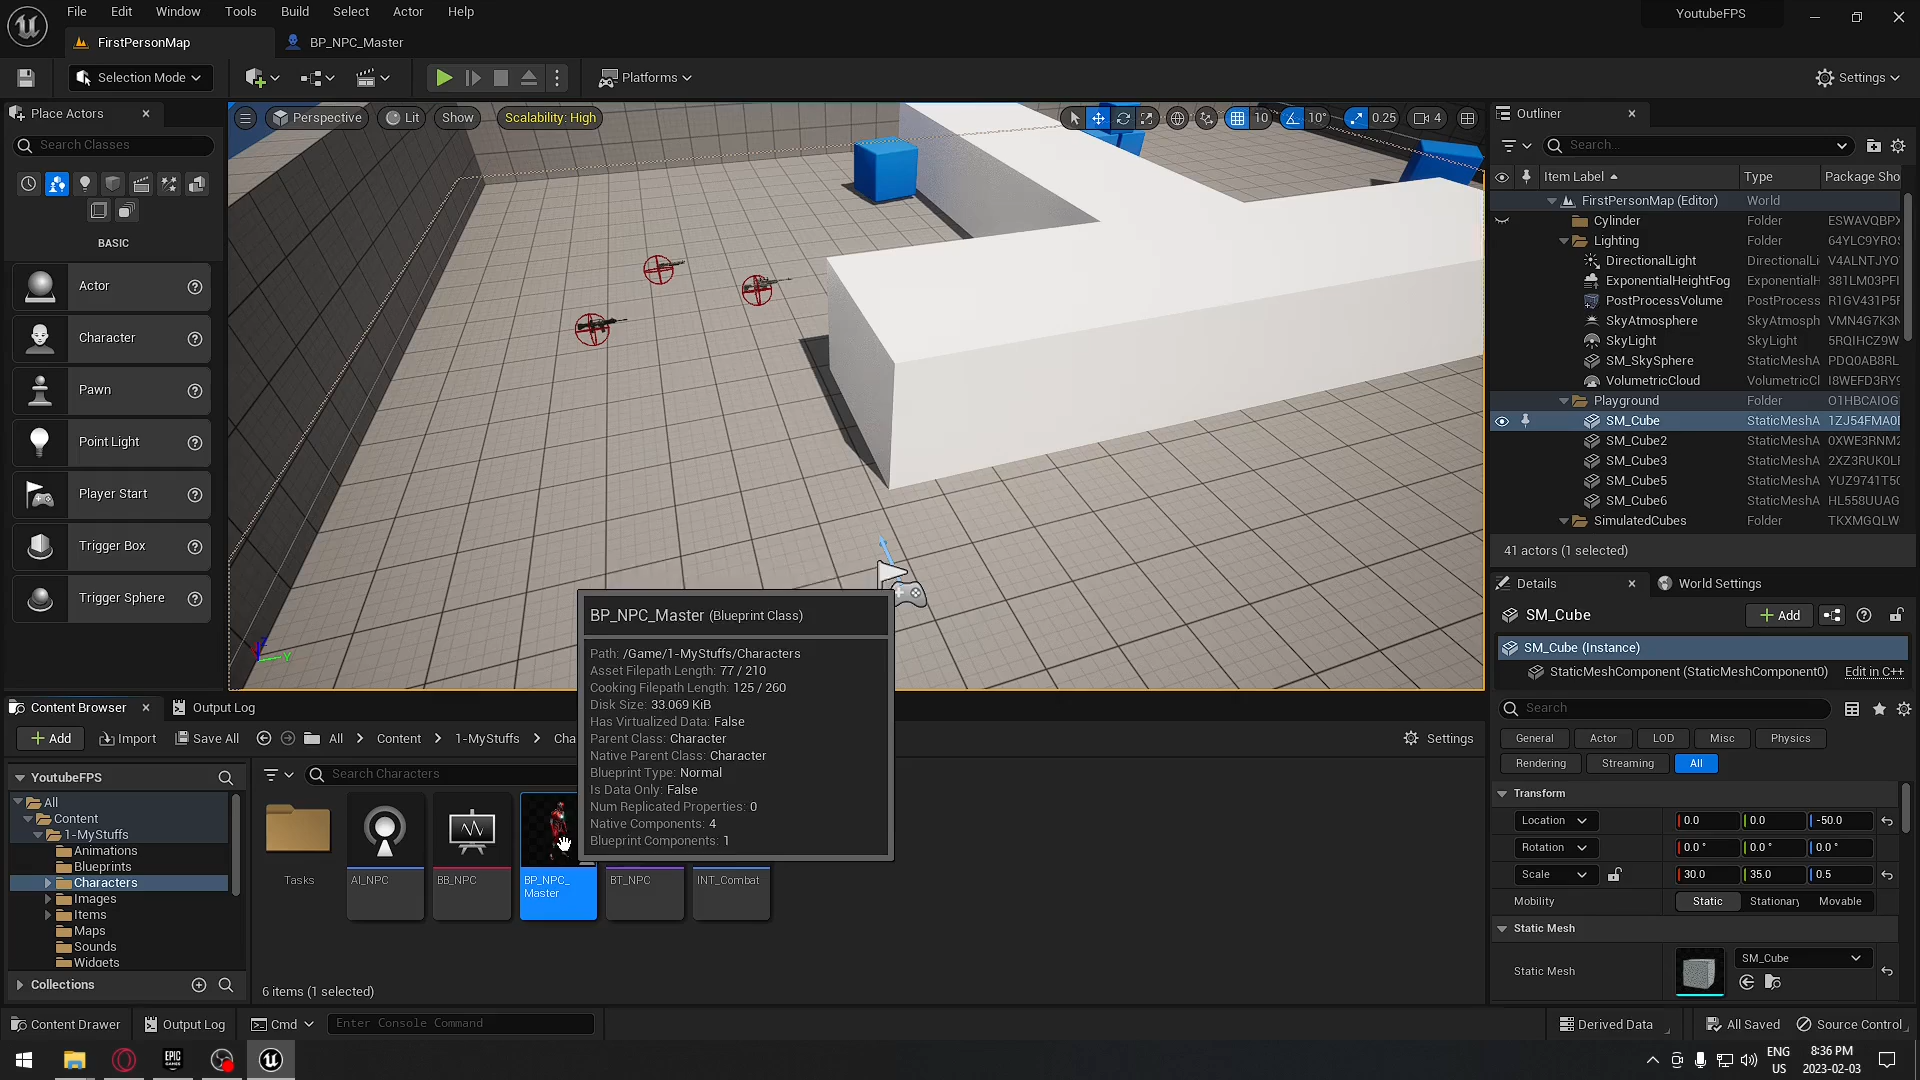 File Edit Window Tools Build Select Actor Help
YoutubeFPS
FirstPersonMap
BP_NPC_Master
Selection Mode
Platforms
Settings
Place Actors
Search Classes
BASIC
Actor
Character
Pawn
Point Light
Player Start
Trigger Box
Trigger Sphere
Perspective
Lit
Show
Scalability: High
10
10°
0.25
4
Outliner
Search...
Item Label Type Package Sho
FirstPersonMap (Editor) World
Cylinder Folder ESWAVQBPX
Lighting Folder 64YLC9YROS
DirectionalLight DirectionalLi V4ALNTJYO
ExponentialHeightFog ExponentialH 381LM03PFI
PostProcessVolume PostProcess R1GV431P5F
SkyAtmosphere SkyAtmosph VMN4G7K3N
SkyLight SkyLight 5RQIHCZ9W
SM_SkySphere StaticMeshA PDQ0AB8RL
VolumetricCloud VolumetricCl I8WEFD3RY9
Playground Folder O1HBCAIOG
SM_Cube StaticMeshA 1ZJ54FMA0
SM_Cube2 StaticMeshA 0XWE3RNM2
SM_Cube3 StaticMeshA 2XZ3RUK0LF
SM_Cube5 StaticMeshA YUZ9741T5
SM_Cube6 StaticMeshA HL558UUAG
SimulatedCubes Folder TKXMGQLW
41 actors (1 selected)
Details
World Settings
SM_Cube
Add
SM_Cube (Instance)
StaticMeshComponent (StaticMeshComponent0) Edit in C++
Search
General Actor LOD Misc Physics
Rendering Streaming All
Transform
Location 0.0 0.0 -50.0
Rotation 0.0 ° 0.0 ° 0.0 °
Scale 30.0 35.0 0.5
Mobility Static Stationary Movable
Static Mesh
Static Mesh
SM_Cube
BP_NPC_Master (Blueprint Class)
Path: /Game/1-MyStuffs/Characters
Asset Filepath Length: 77 / 210
Cooking Filepath Length: 125 / 260
Disk Size: 33.069 KiB
Has Virtualized Data: False
Parent Class: Character
Native Parent Class: Character
Blueprint Type: Normal
Is Data Only: False
Num Replicated Properties: 0
Native Components: 4
Blueprint Components: 1
Content Browser
Output Log
Add
Import
Save All
All
Content
1-MyStuffs
Cha
Settings
YoutubeFPS
All
Content
1-MyStuffs
Animations
Blueprints
Characters
Images
Items
Maps
Sounds
Widgets
Collections
Search Characters
Tasks
AI_NPC
BB_NPC
BP_NPC_
Master
BT_NPC
INT_Combat
6 items (1 selected)
Content Drawer
Output Log
Cmd
Enter Console Command
Derived Data
All Saved
Source Control
EPIC
GAMES
ENG
US
8:36 PM
2023-02-03